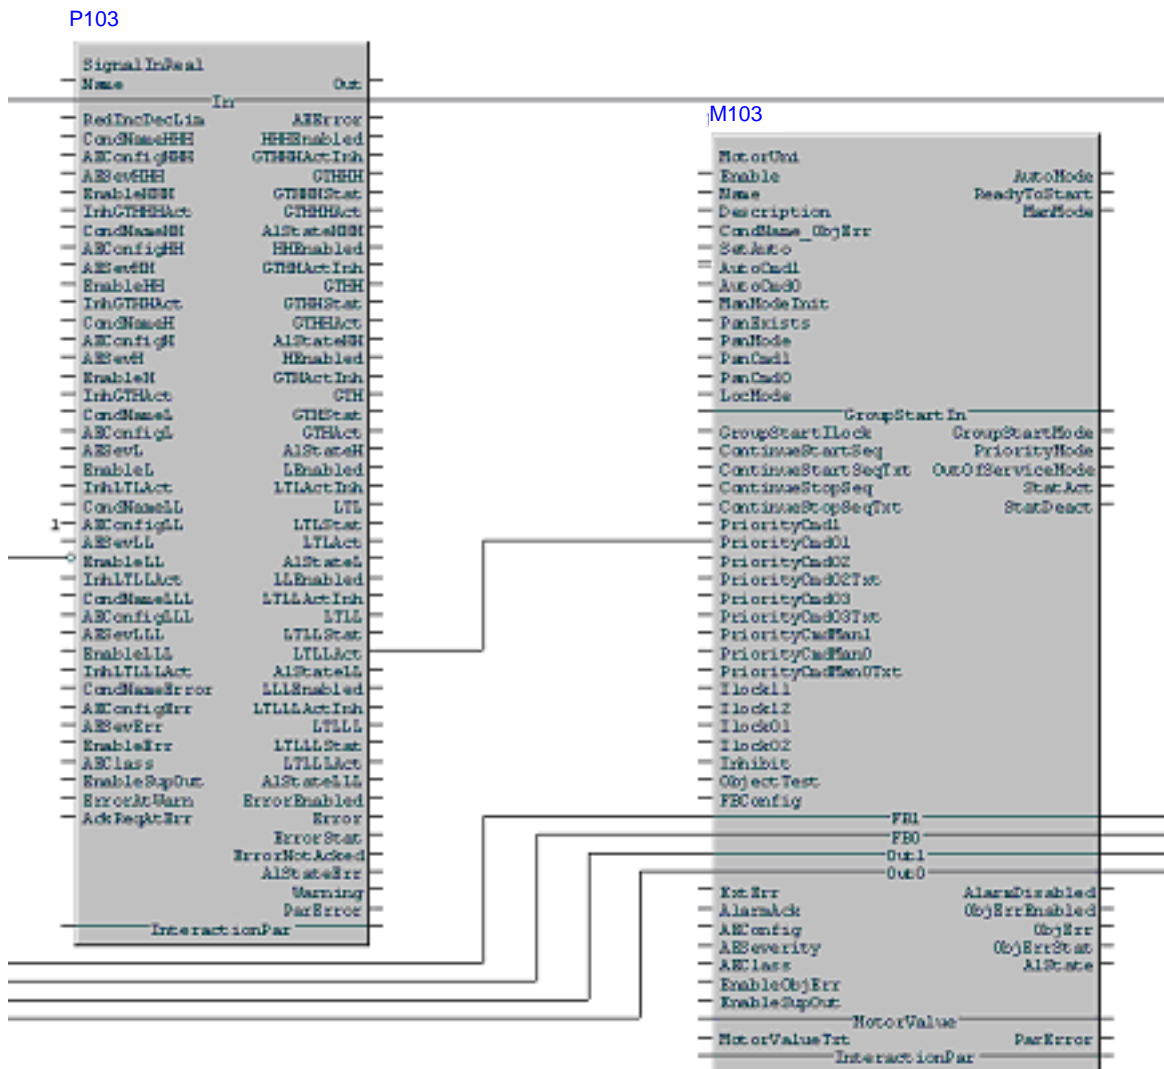 P103
SignalInReal
Name Out
In
RedIncDecLim AEError
CondNameHHH HHHEnabled
AEConfigHHH GTHHHActInh
AESevHHH GTHHH
EnableHHH GTHHHStat
InhGTHHHAct GTHHHAct
CondNameHH AlStateHHH
AEConfigHH HHEnabled
AESevHH GTHHActInh
EnableHH GTHH
InhGTHHAct GTHHStat
CondNameH GTHHAct
AEConfigH AlStateHH
AESevH HEnabled
EnableH GTHActInh
InhGTHAct GTH
CondNameL GTHStat
AEConfigL GTHAct
AESevL AlStateH
EnableL LEnabled
InhLTLAct LTLActInh
CondNameLL LTL
1 AEConfigLL LTLStat
AESevLL LTLAct
EnableLL AlStateL
InhLTLLAct LLEnabled
CondNameLLL LTLLActInh
AEConfigLLL LTLL
AESevLLL LTLLStat
EnableLLL LTLLAct
InhLTLLLAct AlStateLL
CondNameError LLLEnabled
AEConfigErr LTLLLActInh
AESevErr LTLLL
EnableErr LTLLLStat
AEClass LTLLLAct
EnableSupOut AlStateLLL
ErrorAtWarn ErrorEnabled
AckReqAtErr Error
ErrorStat
ErrorNotAcked
AlStateErr
Warning
ParError
InteractionPar
M103
MotorUni
Enable AutoMode
Name ReadyToStart
Description ManMode
CondName_ObjErr
SetAuto
AutoCmd1
AutoCmd0
ManModeInit
PanExists
PanMode
PanCmd1
PanCmd0
LocMode
GroupStartIn
GroupStartILock GroupStartMode
ContinueStartSeq PriorityMode
ContinueStartSeqTxt OutOfServiceMode
ContinueStopSeq StatAct
ContinueStopSeqTxt StatDeact
PriorityCmd1
PriorityCmd01
PriorityCmd02
PriorityCmd02Txt
PriorityCmd03
PriorityCmd03Txt
PriorityCmdMan1
PriorityCmdMan0
PriorityCmdMan0Txt
Ilock11
Ilock12
Ilock01
Ilock02
Inhibit
ObjectTest
FBConfig
FB1
FB0
Out1
Out0
ExtErr AlarmDisabled
AlarmAck ObjErrEnabled
AEConfig ObjErr
AESeverity ObjErrStat
AEClass AlState
EnableObjErr
EnableSupOut
MotorValue
MotorValueTxt ParError
InteractionPar